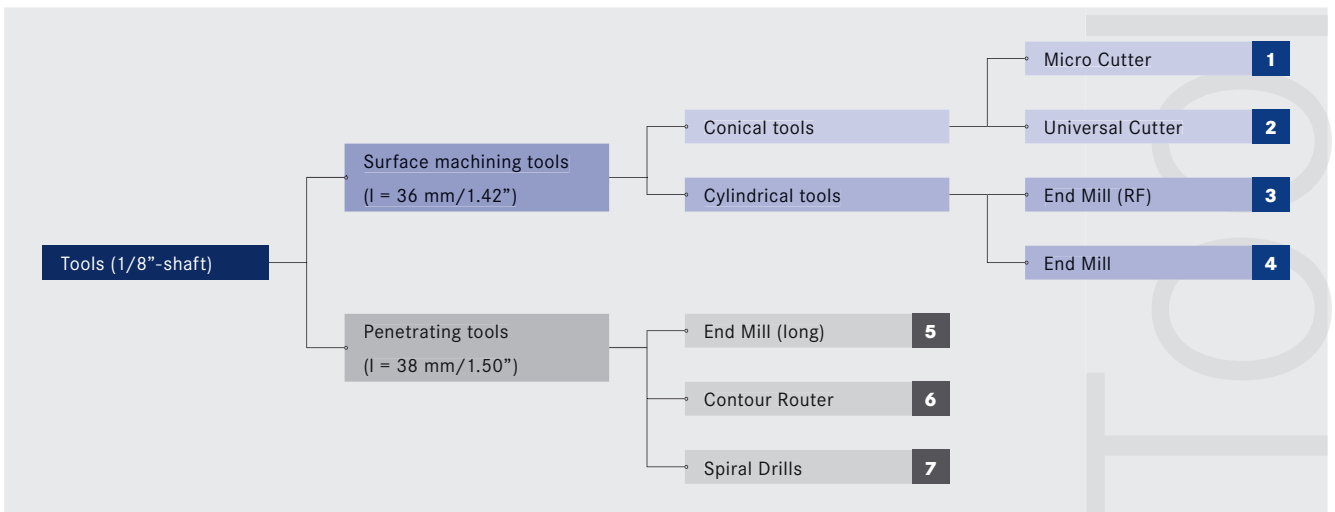 Tools (1/8”-shaft)
Surface machining tools
(l = 36 mm/1.42”)
Conical tools
Micro Cutter 1
Universal Cutter 2
Cylindrical tools
End Mill (RF) 3
End Mill 4
Penetrating tools
(l = 38 mm/1.50”)
End Mill (long) 5
Contour Router 6
Spiral Drills 7
Tool